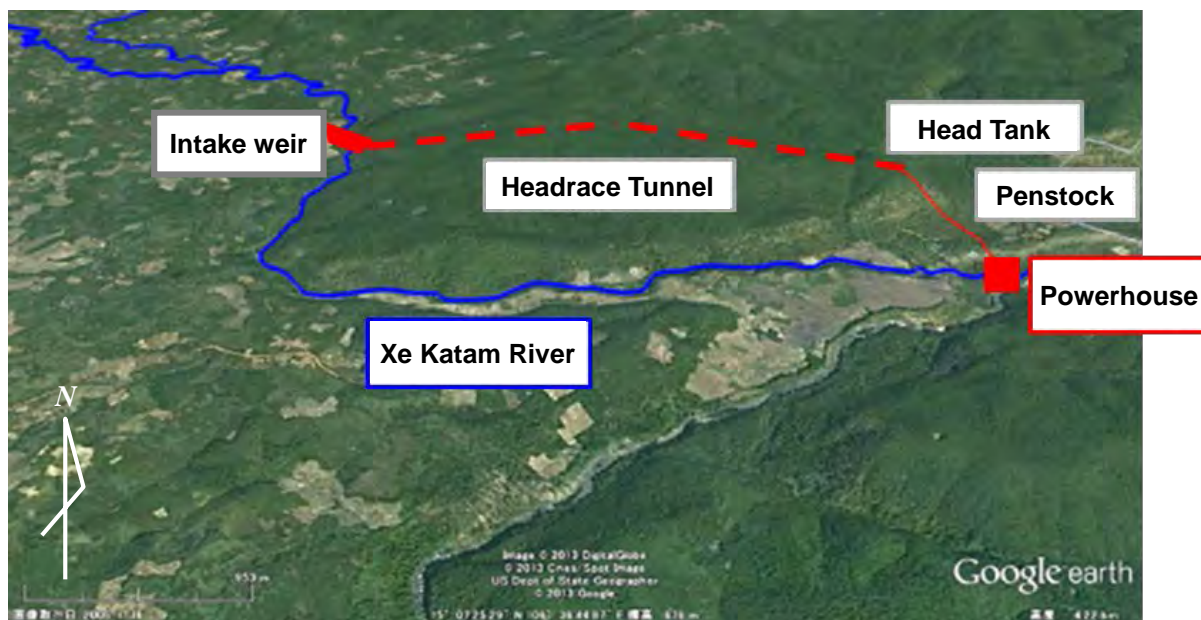 Intake weir
Head Tank
Headrace Tunnel
Penstock
Powerhouse
Xe Katam River
N
Image © 2013 DigitalGlobe
© 2013 Cnes/Spot Image
US Dept of State Geographer
© 2013 Google
Google earth
953 m